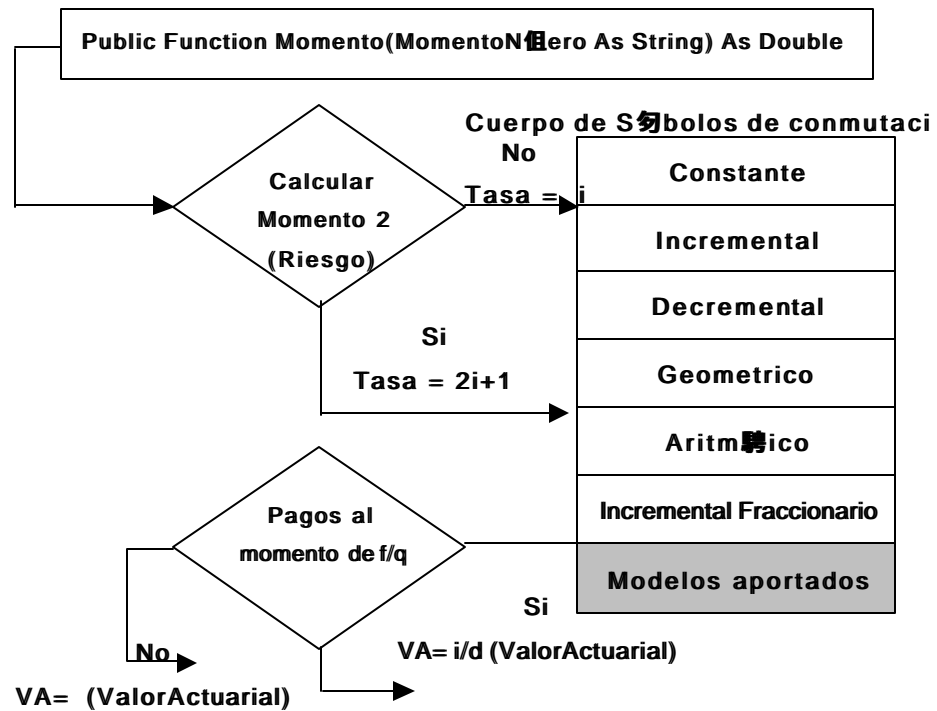 Public Function Momento(MomentoN但ero As String) As Double
Cuerpo de S匇bolos de conmutaci
No
Tasa = i
Calcular
Momento 2
(Riesgo)
Constante
Incremental
Decremental
Geometrico
Aritm騁ico
Incremental Fraccionario
Modelos aportados
Si
Tasa = 2i+1
Pagos al
momento de f/q
Si
VA= i/d (ValorActuarial)
No
VA= (ValorActuarial)